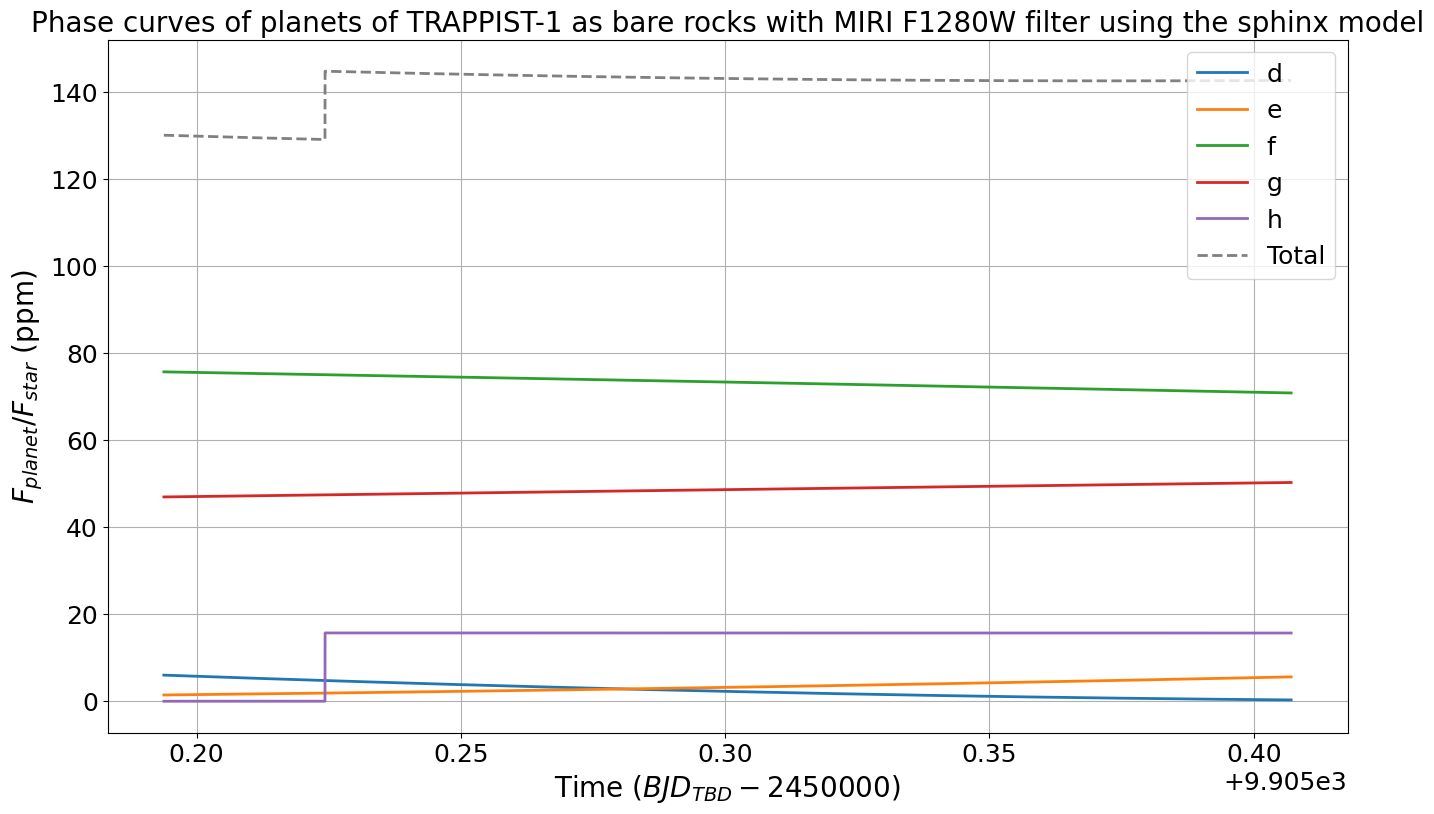 Phase curves of planets of TRAPPIST-1 as bare rocks with MIRI F1280W filter using the sphinx model
F_planet/F_star (ppm)
140
120
100
80
60
40
20
0
d
e
f
g
h
Total
0.20 0.25 0.30 0.35 0.40
+9.905e3
Time (BJD_TBD − 2450000)